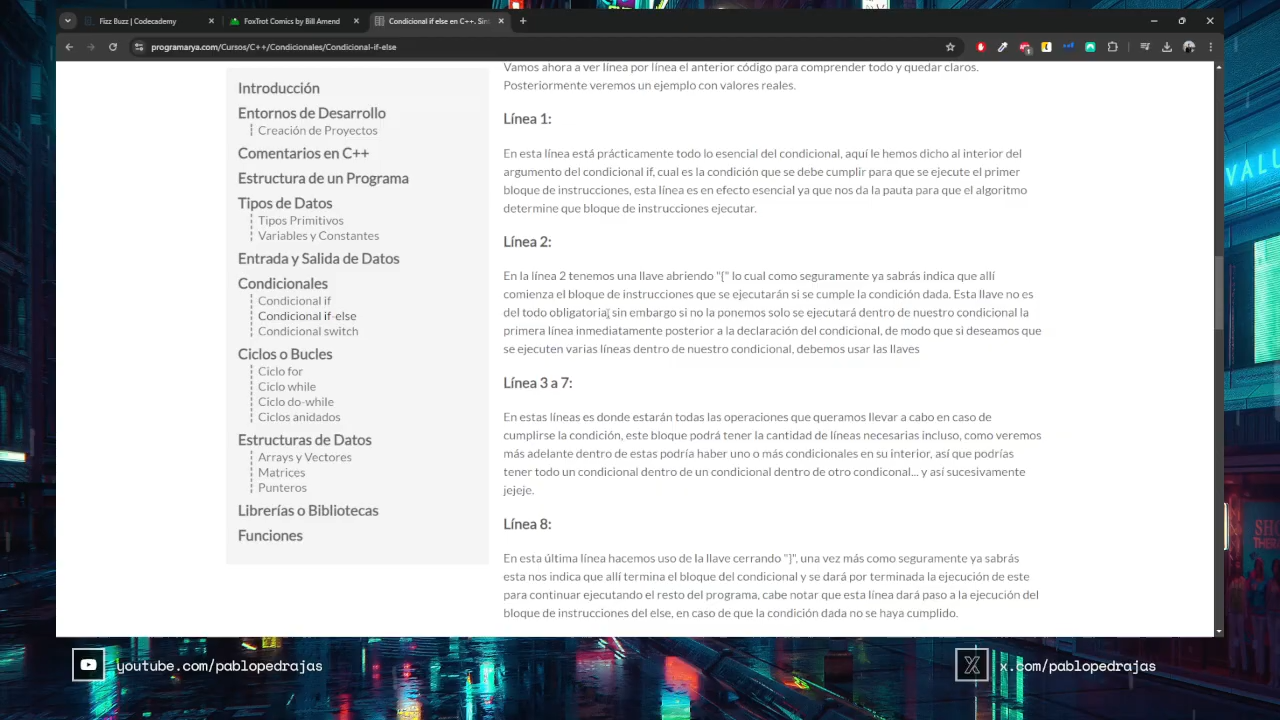 Fizz Buzz | Codecademy
FoxTrot Comics by Bill Amend
Condicional if else en C++. Sint
programarya.com/Cursos/C++/Condicionales/Condicional-if-else
Introducción
Entornos de Desarrollo
Creación de Proyectos
Comentarios en C++
Estructura de un Programa
Tipos de Datos
Tipos Primitivos
Variables y Constantes
Entrada y Salida de Datos
Condicionales
Condicional if
Condicional if-else
Condicional switch
Ciclos o Bucles
Ciclo for
Ciclo while
Ciclo do-while
Ciclos anidados
Estructuras de Datos
Arrays y Vectores
Matrices
Punteros
Librerías o Bibliotecas
Funciones
Vamos ahora a ver línea por línea el anterior código para comprender todo y quedar claros.
Posteriormente veremos un ejemplo con valores reales.
Línea 1:
En esta línea está prácticamente todo lo esencial del condicional, aquí le hemos dicho al interior del
argumento del condicional if, cual es la condición que se debe cumplir para que se ejecute el primer
bloque de instrucciones, esta línea es en efecto esencial ya que nos da la pauta para que el algoritmo
determine que bloque de instrucciones ejecutar.
Línea 2:
En la línea 2 tenemos una llave abriendo "{" lo cual como seguramente ya sabrás indica que allí
comienza el bloque de instrucciones que se ejecutarán si se cumple la condición dada. Esta llave no es
del todo obligatoria, sin embargo si no la ponemos solo se ejecutará dentro de nuestro condicional la
primera línea inmediatamente posterior a la declaración del condicional, de modo que si deseamos que
se ejecuten varias líneas dentro de nuestro condicional, debemos usar las llaves
Línea 3 a 7:
En estas líneas es donde estarán todas las operaciones que queramos llevar a cabo en caso de
cumplirse la condición, este bloque podrá tener la cantidad de líneas necesarias incluso, como veremos
más adelante dentro de estas podría haber uno o más condicionales en su interior, así que podrías
tener todo un condicional dentro de un condicional dentro de otro condiconal... y así sucesivamente
jejeje.
Línea 8:
En esta última línea hacemos uso de la llave cerrando "}", una vez más como seguramente ya sabrás
esta nos indica que allí termina el bloque del condicional y se dará por terminada la ejecución de este
para continuar ejecutando el resto del programa, cabe notar que esta línea dará paso a la ejecución del
bloque de instrucciones del else, en caso de que la condición dada no se haya cumplido.
youtube.com/pablopedrajas
x.com/pablopedrajas